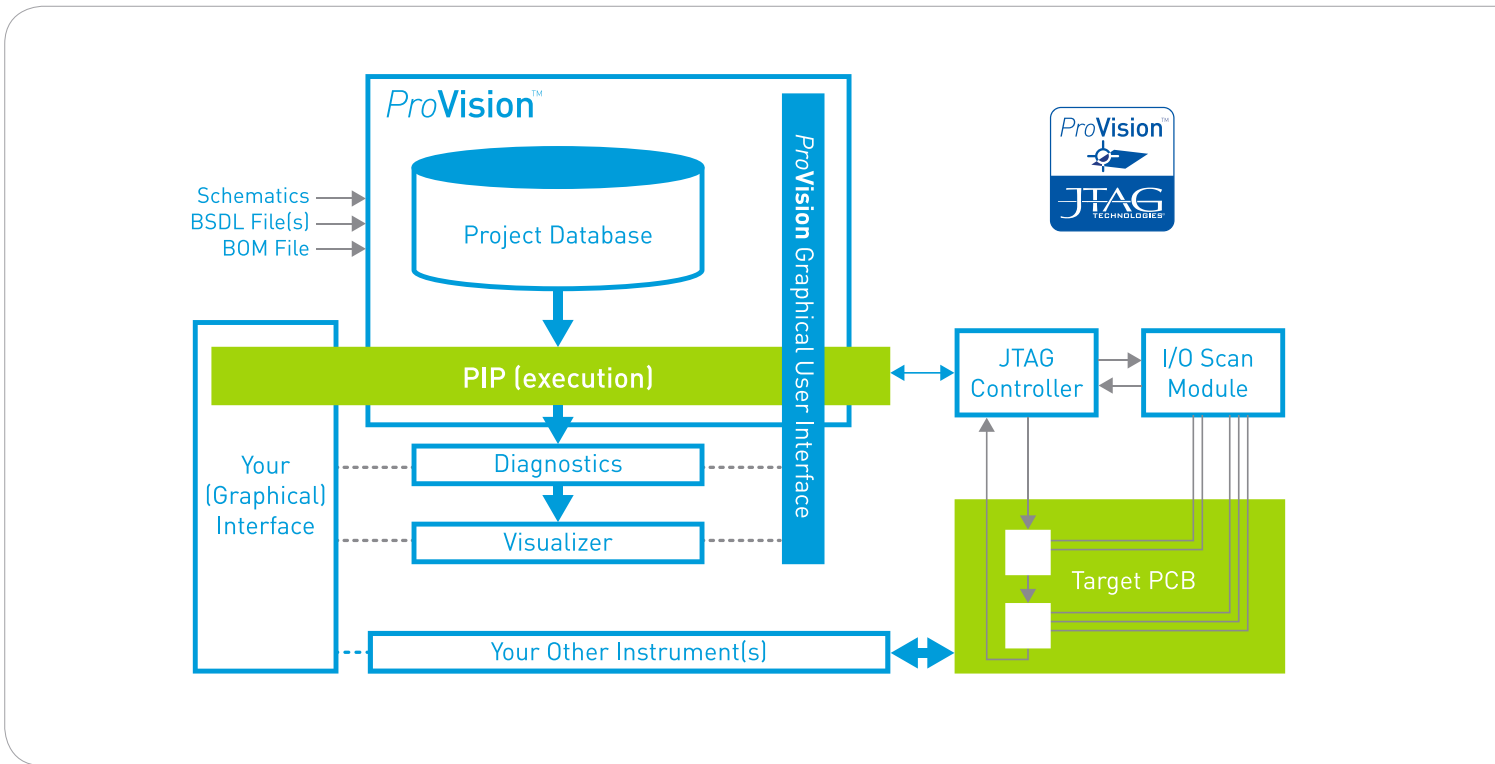 ProVision™
ProVision Graphical User Interface
ProVision™
JTAG
TECHNOLOGIES®
Schematics
BSDL File(s)
BOM File
Project Database
PIP (execution)
JTAG
Controller
I/O Scan
Module
Your
(Graphical)
Interface
Diagnostics
Visualizer
Target PCB
Your Other Instrument(s)